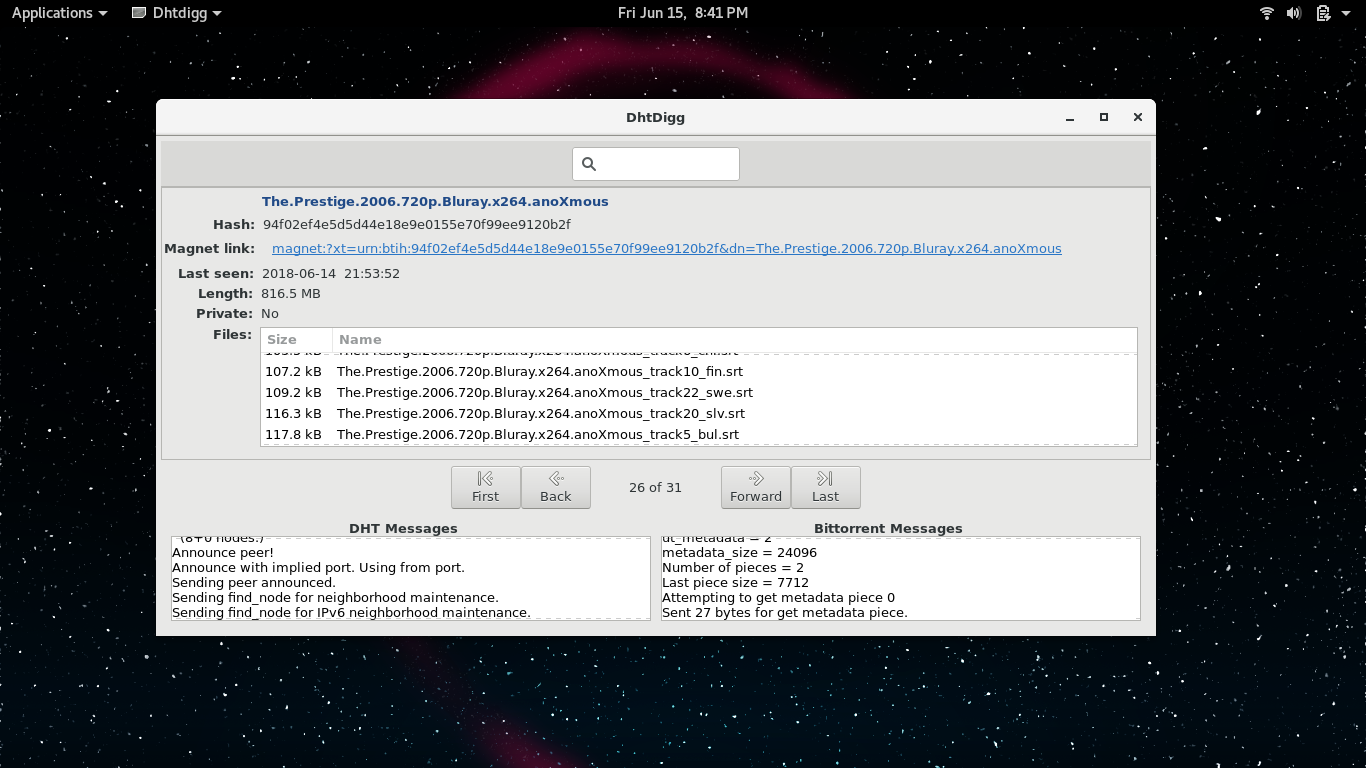 Applications Dhtdigg Fri Jun 15, 8:41 PM
DhtDigg
The.Prestige.2006.720p.Bluray.x264.anoXmous
Hash: 94f02ef4e5d5d44e18e9e0155e70f99ee9120b2f
Magnet link: magnet:?xt=urn:btih:94f02ef4e5d5d44e18e9e0155e70f99ee9120b2f&dn=The.Prestige.2006.720p.Bluray.x264.anoXmous
Last seen: 2018-06-14 21:53:52
Length: 816.5 MB
Private: No
Files:
Size Name
107.2 kB The.Prestige.2006.720p.Bluray.x264.anoXmous_track10_fin.srt
109.2 kB The.Prestige.2006.720p.Bluray.x264.anoXmous_track22_swe.srt
116.3 kB The.Prestige.2006.720p.Bluray.x264.anoXmous_track20_slv.srt
117.8 kB The.Prestige.2006.720p.Bluray.x264.anoXmous_track5_bul.srt
First Back 26 of 31 Forward Last
DHT Messages
(8+0 nodes.)
Announce peer!
Announce with implied port. Using from port.
Sending peer announced.
Sending find_node for neighborhood maintenance.
Sending find_node for IPv6 neighborhood maintenance.
Bittorrent Messages
ut_metadata = 2
metadata_size = 24096
Number of pieces = 2
Last piece size = 7712
Attempting to get metadata piece 0
Sent 27 bytes for get metadata piece.